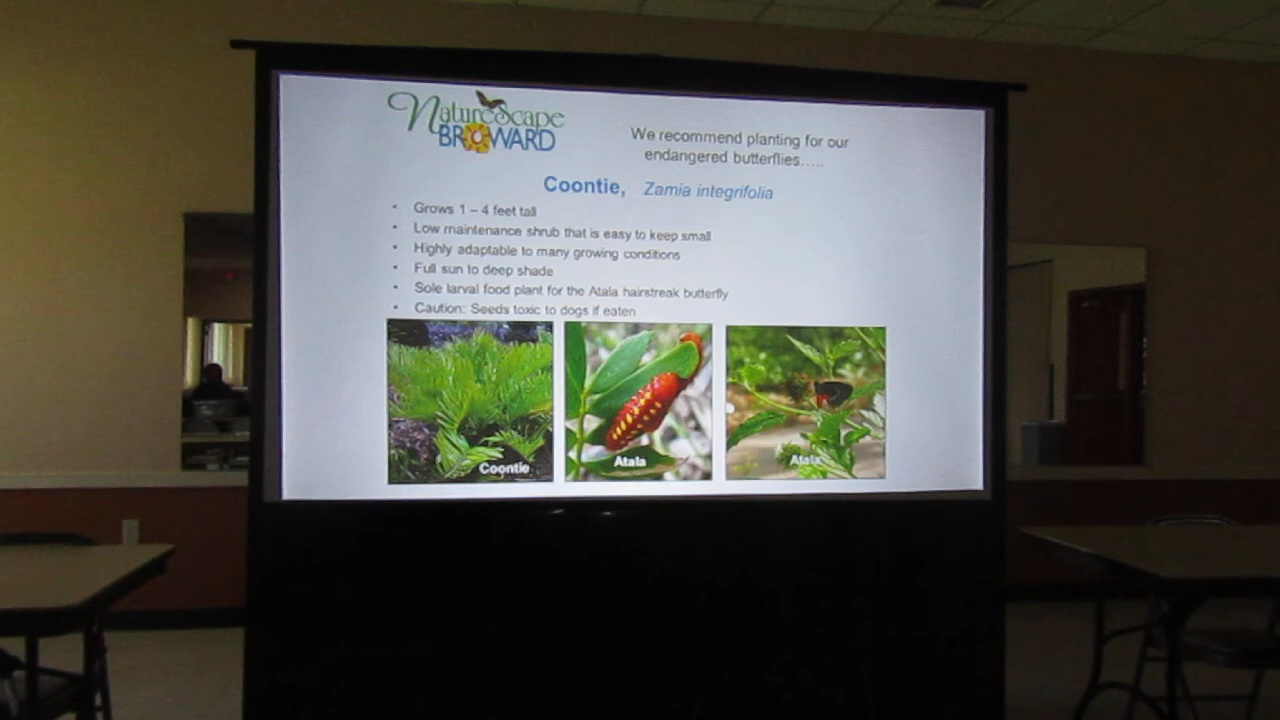 NatureScape
BROWARD
We recommend planting for our
endangered butterflies.....
Coontie, Zamia integrifolia
• Grows 1 – 4 feet tall
• Low maintenance shrub that is easy to keep small
• Highly adaptable to many growing conditions
• Full sun to deep shade
• Sole larval food plant for the Atala hairstreak butterfly
• Caution: Seeds toxic to dogs if eaten
Coontie
Atala
Atala